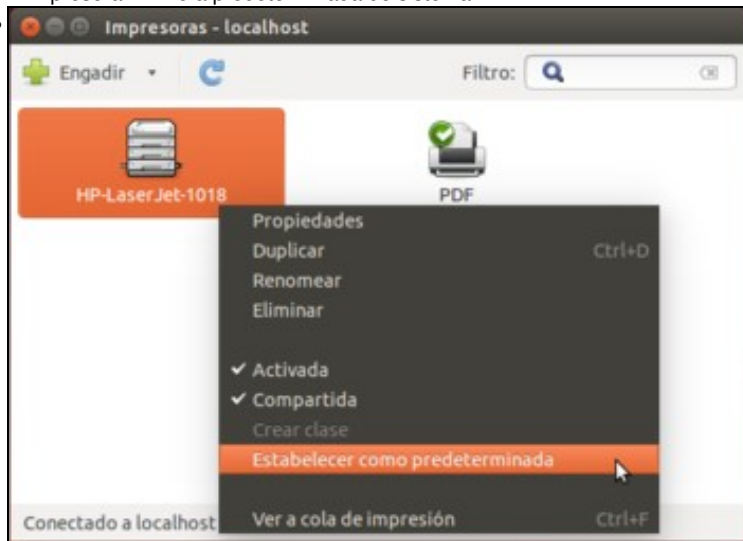 Impresoras - localhost
Engadir
Filtro:
HP-LaserJet-1018
PDF
Propiedades
Duplicar Ctrl+D
Renomear
Eliminar
Activada
Compartida
Crear clase
Estabelecer como predeterminada
Ver a cola de impresión Ctrl+F
Conectado a localhost